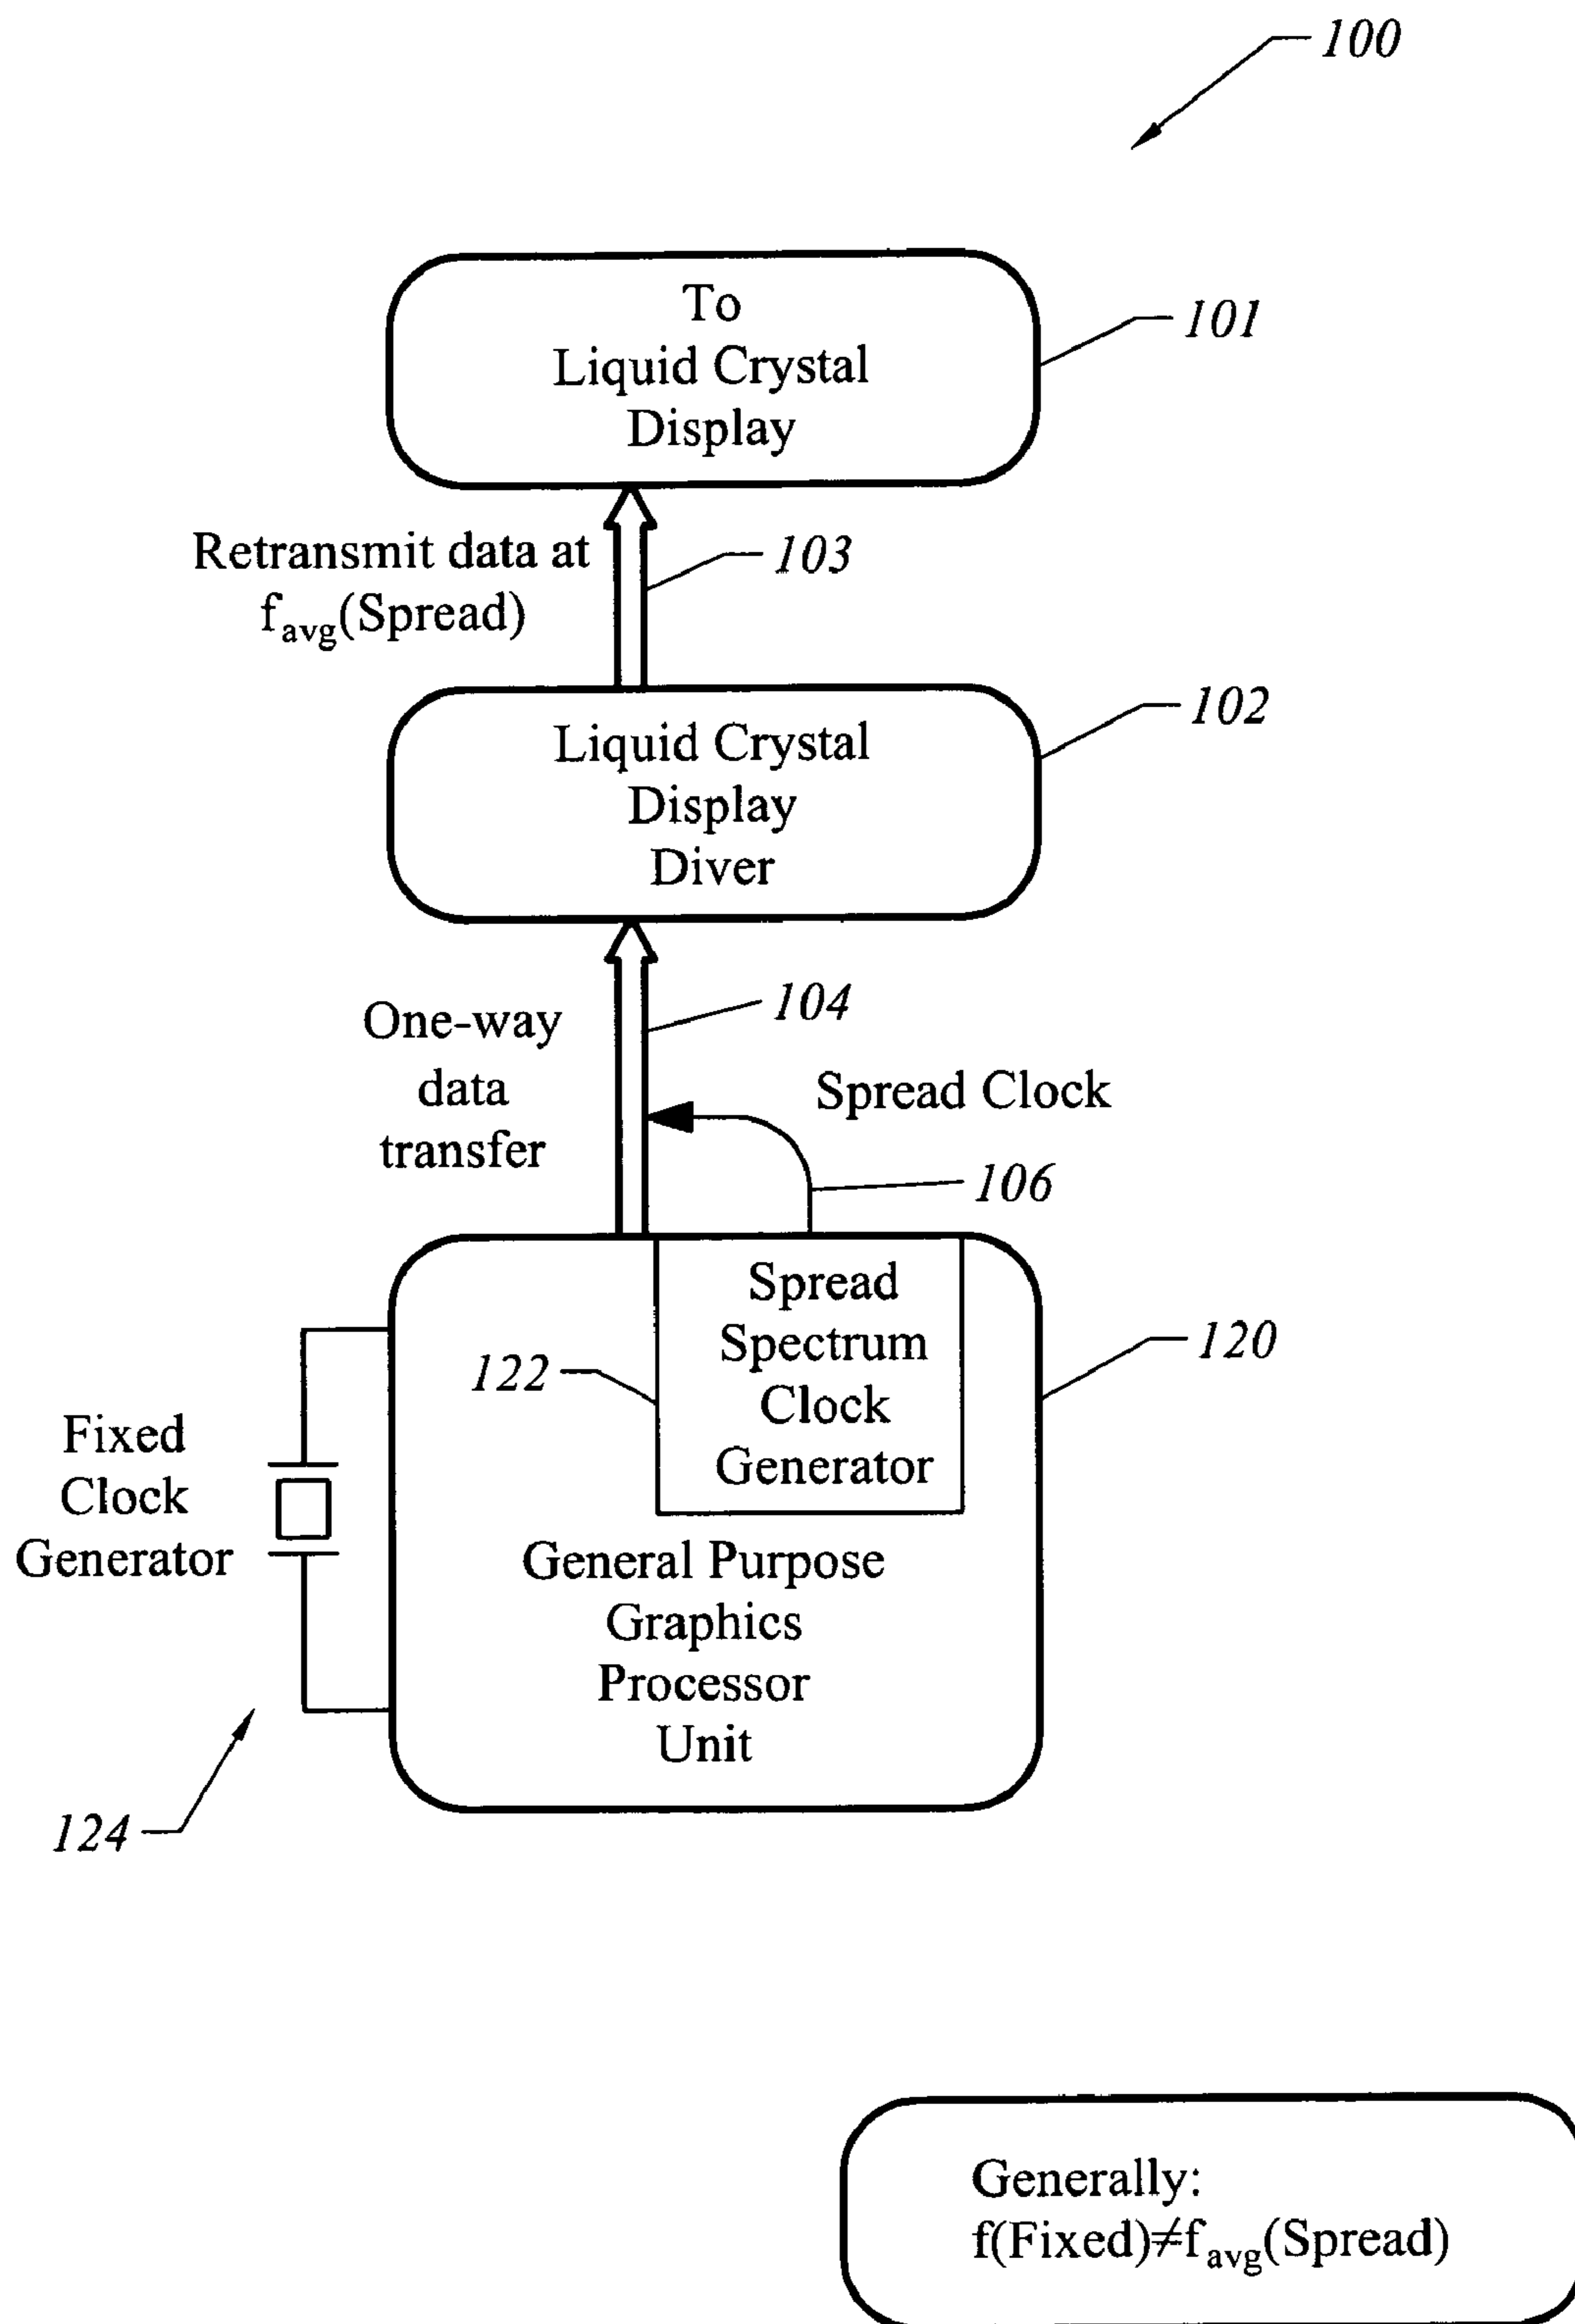 100
To
Liquid Crystal
Display
101
Retransmit data at
f_avg(Spread)
103
Liquid Crystal
Display
Diver
102
One-way
data
transfer
104
Spread Clock
106
Spread
Spectrum
Clock
Generator
122
120
Fixed
Clock
Generator
General Purpose
Graphics
Processor
Unit
124
Generally:
f(Fixed)≠f_avg(Spread)